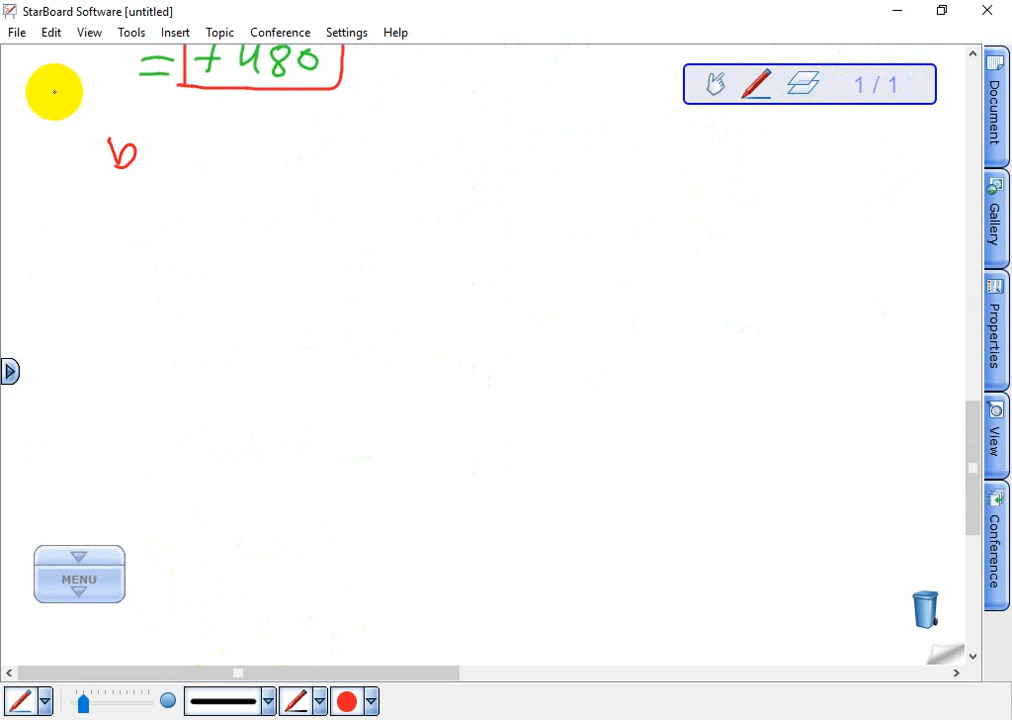 StarBoard Software [untitled]
File Edit View Tools Insert Topic Conference Settings Help
= + 480
1 / 1
b
Document
Gallery
Properties
View
Conference
MENU